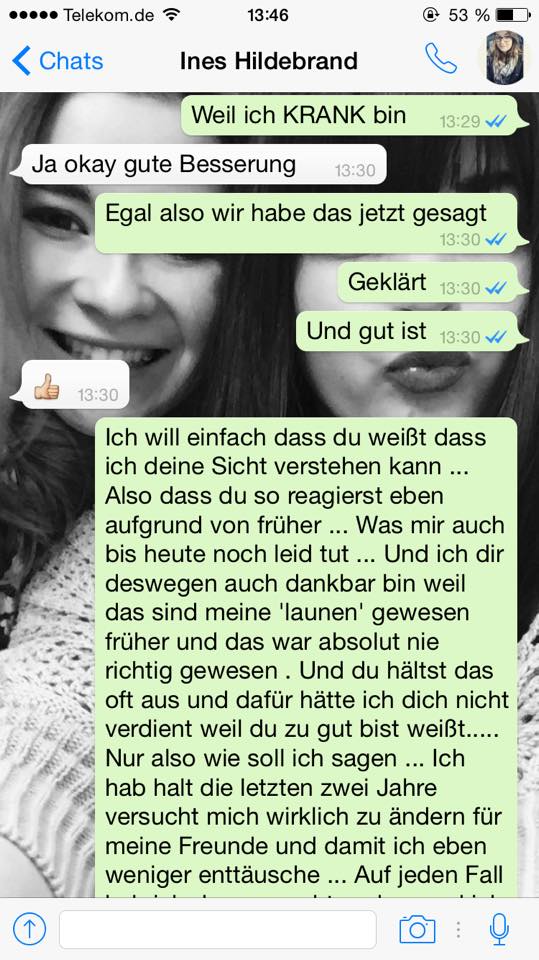 Telekom.de 13:46 53 %
Chats Ines Hildebrand
Weil ich KRANK bin 13:29
Ja okay gute Besserung 13:30
Egal also wir habe das jetzt gesagt
13:30
Geklärt 13:30
Und gut ist 13:30
👍 13:30
Ich will einfach dass du weißt dass
ich deine Sicht verstehen kann ...
Also dass du so reagierst eben
aufgrund von früher ... Was mir auch
bis heute noch leid tut ... Und ich dir
deswegen auch dankbar bin weil
das sind meine 'launen' gewesen
früher und das war absolut nie
richtig gewesen . Und du hältst das
oft aus und dafür hätte ich dich nicht
verdient weil du zu gut bist weißt.....
Nur also wie soll ich sagen ... Ich
hab halt die letzten zwei Jahre
versucht mich wirklich zu ändern für
meine Freunde und damit ich eben
weniger enttäusche ... Auf jeden Fall